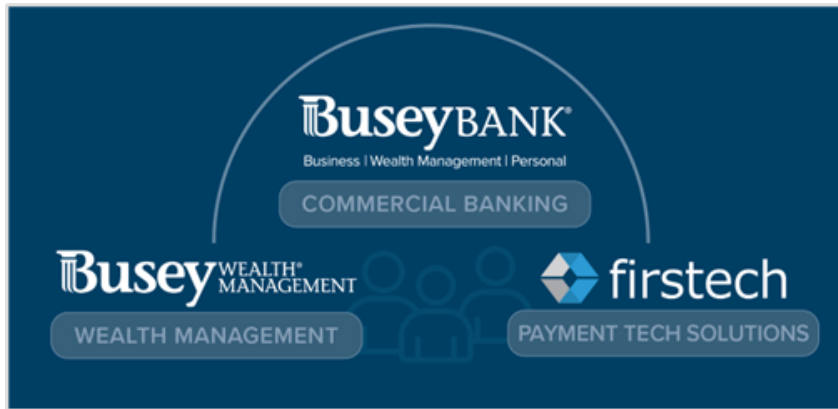 BuseyBANK®
Business | Wealth Management | Personal
COMMERCIAL BANKING
Busey WEALTH®
MANAGEMENT
WEALTH MANAGEMENT
firstech
PAYMENT TECH SOLUTIONS